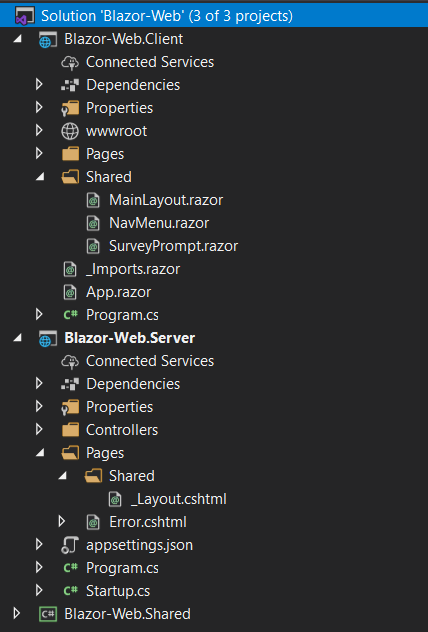 Solution 'Blazor-Web' (3 of 3 projects)
Blazor-Web.Client
Connected Services
Dependencies
Properties
wwwroot
Pages
Shared
@ MainLayout.razor
@ NavMenu.razor
@ SurveyPrompt.razor
@ _Imports.razor
@ App.razor
C# Program.cs
Blazor-Web.Server
Connected Services
Dependencies
Properties
Controllers
Pages
Shared
@ _Layout.cshtml
@ Error.cshtml
appsettings.json
C# Program.cs
C# Startup.cs
C# Blazor-Web.Shared